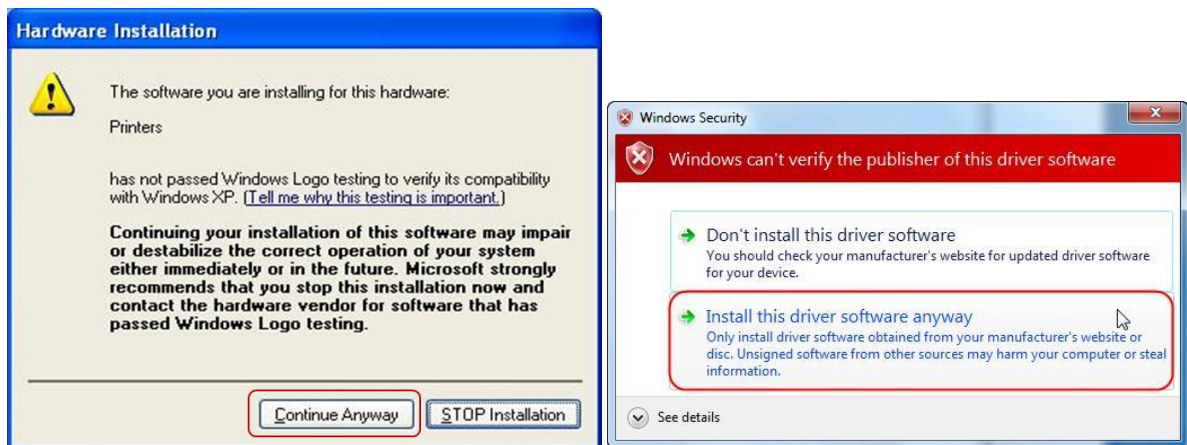 Hardware Installation
The software you are installing for this hardware:
Printers
has not passed Windows Logo testing to verify its compatibility
with Windows XP. (Tell me why this testing is important.)
Continuing your installation of this software may impair
or destabilize the correct operation of your system
either immediately or in the future. Microsoft strongly
recommends that you stop this installation now and
contact the hardware vendor for software that has
passed Windows Logo testing.
Continue Anyway
STOP Installation
Windows Security
X
Windows can't verify the publisher of this driver software
Don't install this driver software
You should check your manufacturer's website for updated driver software
for your device.
Install this driver software anyway
Only install driver software obtained from your manufacturer's website or
disc. Unsigned software from other sources may harm your computer or steal
information.
See details